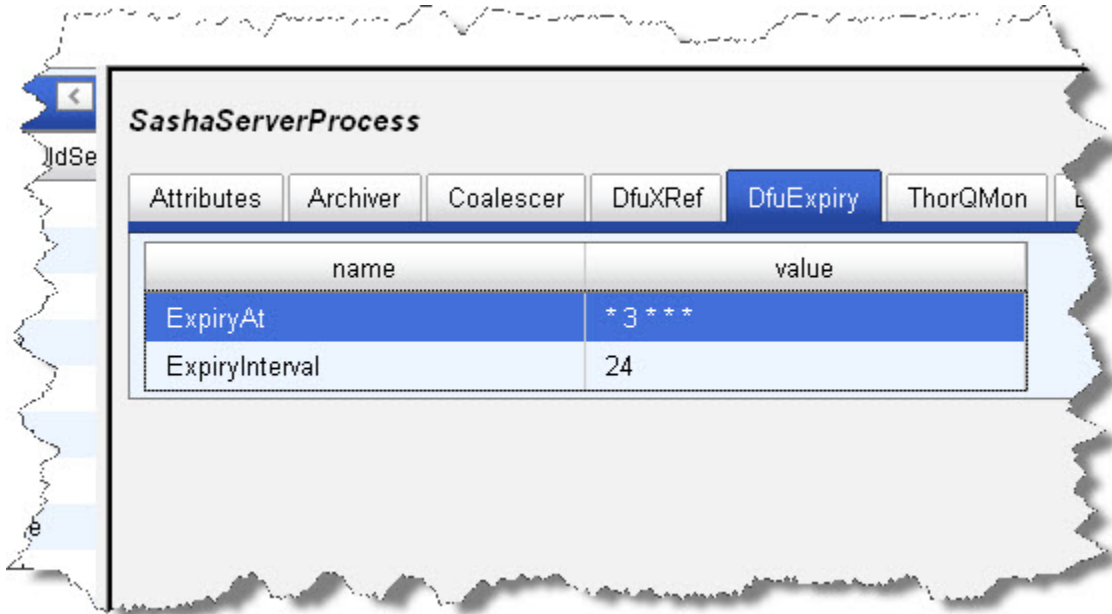 SashaServerProcess
Attributes Archiver Coalescer DfuXRef DfuExpiry ThorQMon
name value
ExpiryAt * 3 * * *
ExpiryInterval 24